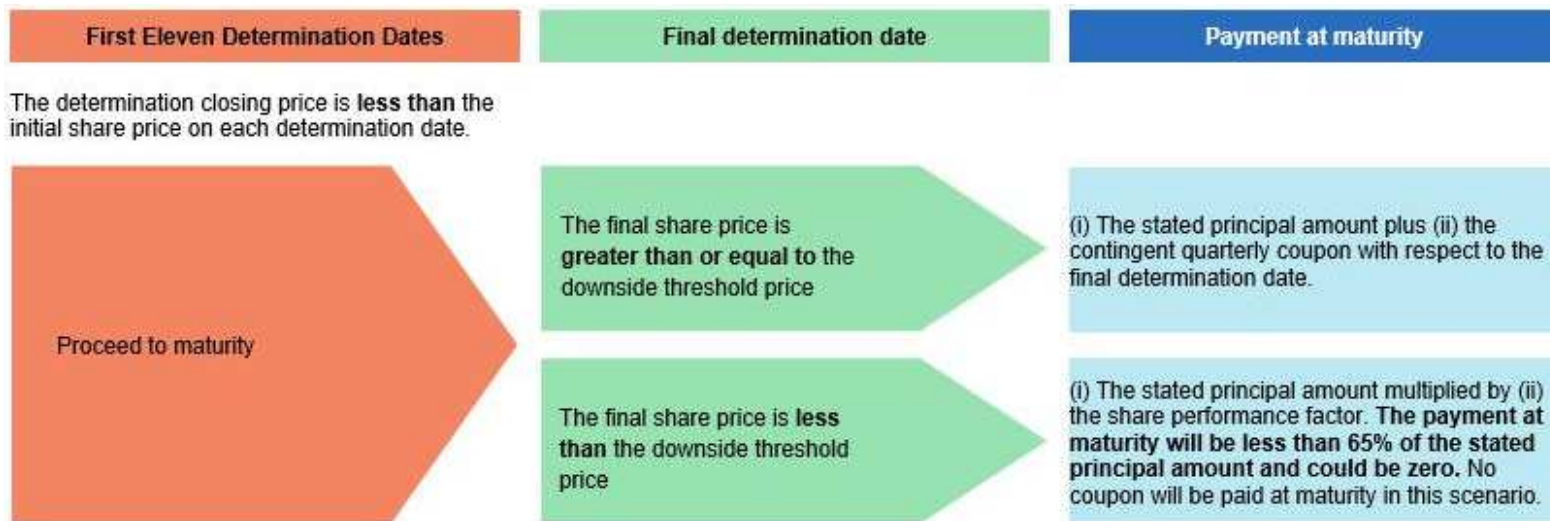 First Eleven Determination Dates
Final determination date
Payment at maturity
The determination closing price is less than the
initial share price on each determination date.
Proceed to maturity
The final share price is
greater than or equal to the
downside threshold price
(i) The stated principal amount plus (ii) the
contingent quarterly coupon with respect to the
final determination date.
The final share price is less
than the downside threshold
price
(i) The stated principal amount multiplied by (ii)
the share performance factor. The payment at
maturity will be less than 65% of the stated
principal amount and could be zero. No
coupon will be paid at maturity in this scenario.